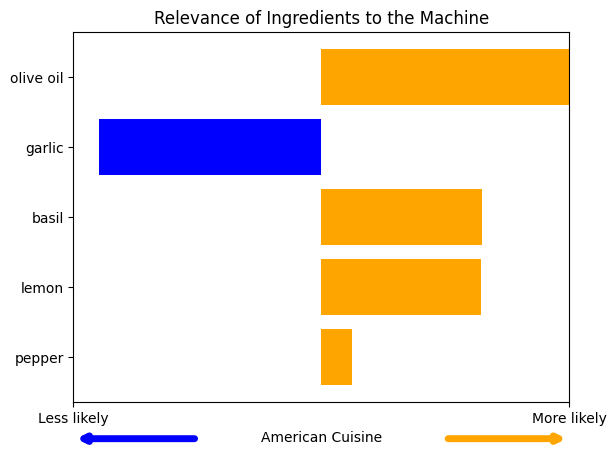 Relevance of Ingredients to the Machine
olive oil
garlic
basil
lemon
pepper
Less likely
More likely
American Cuisine